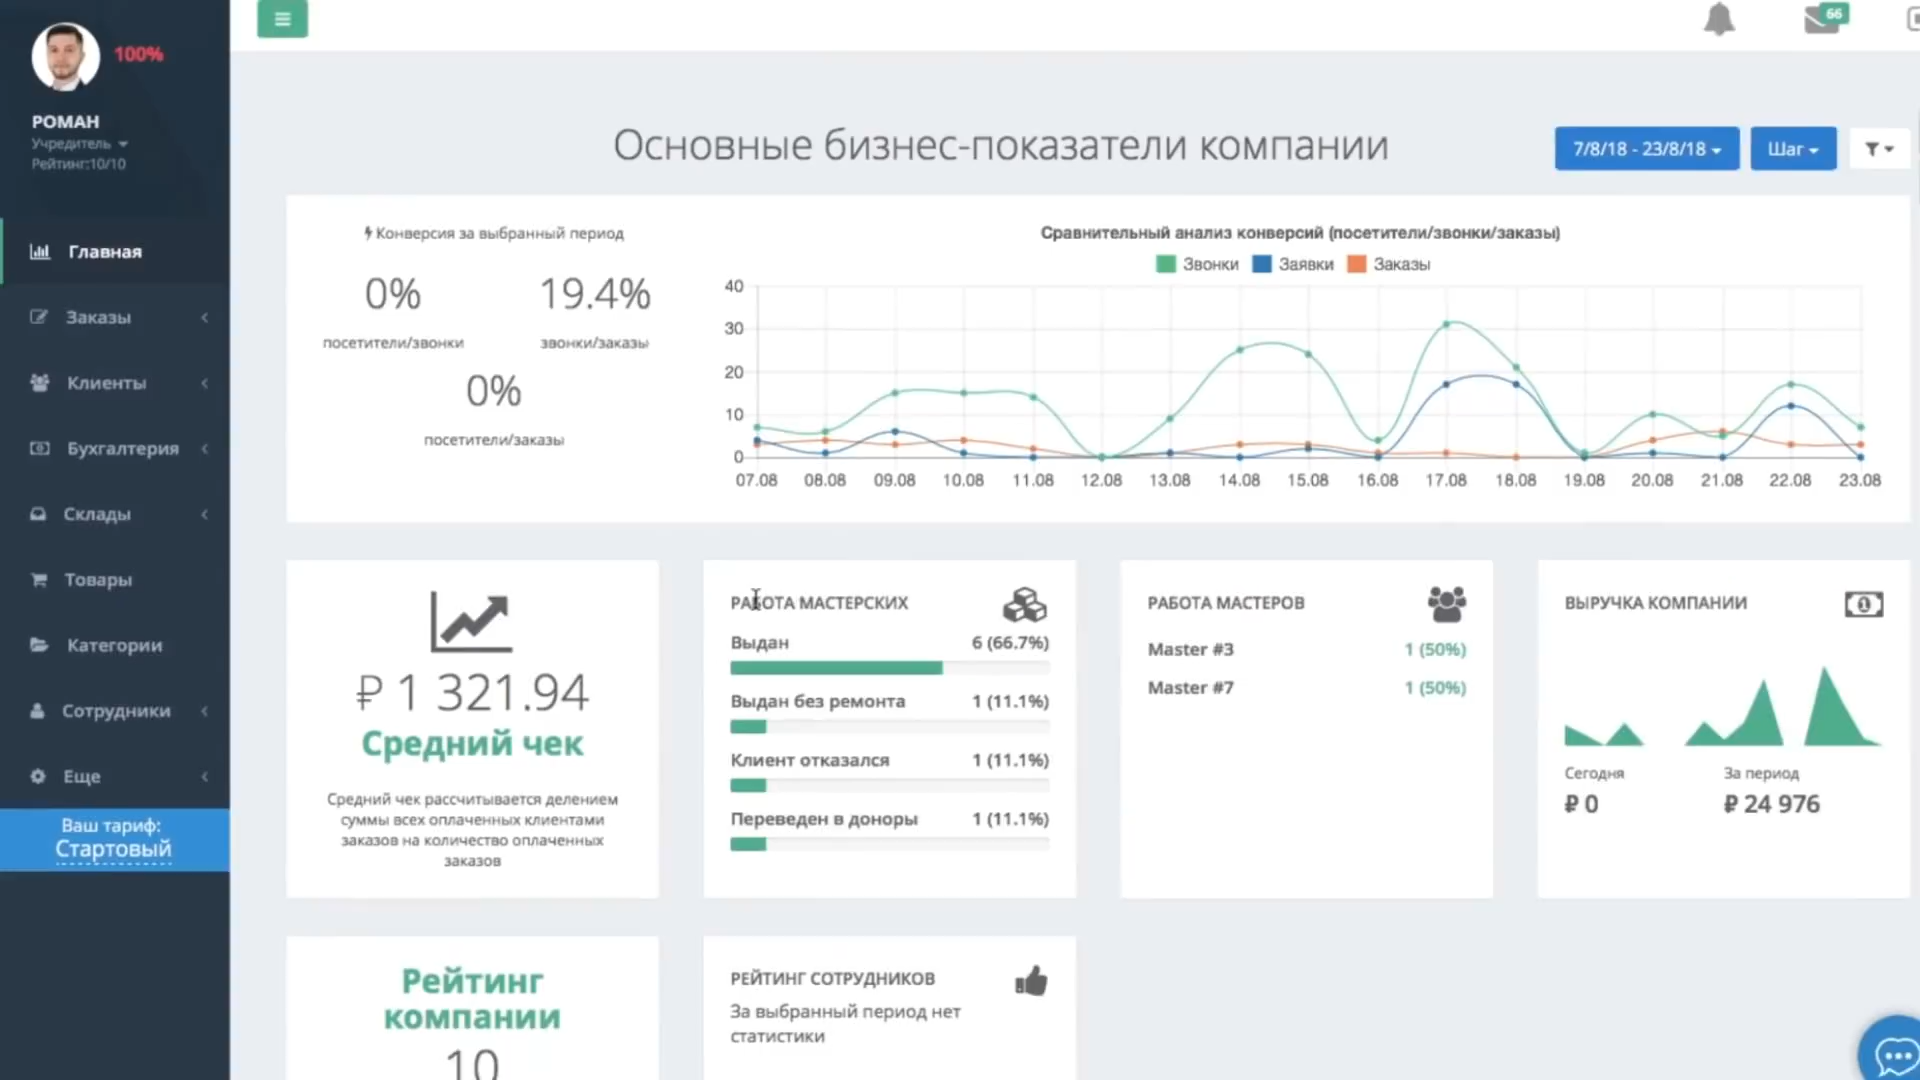 100%
РОМАН
Учредитель
Рейтинг:10/10
Главная
Заказы
Клиенты
Бухгалтерия
Склады
Товары
Категории
Сотрудники
Еще
Ваш тариф:
Стартовый
66
Основные бизнес-показатели компании
7/8/18 - 23/8/18
Шаг
Конверсия за выбранный период
0%
19.4%
посетители/звонки
звонки/заказы
0%
посетители/заказы
Сравнительный анализ конверсий (посетители/звонки/заказы)
Звонки Заявки Заказы
40
30
20
10
0
07.08 08.08 09.08 10.08 11.08 12.08 13.08 14.08 15.08 16.08 17.08 18.08 19.08 20.08 21.08 22.08 23.08
₽ 1 321.94
Средний чек
Средний чек рассчитывается делением
суммы всех оплаченных клиентами
заказов на количество оплаченных
заказов
РАБОТА МАСТЕРСКИХ
Выдан 6 (66.7%)
Выдан без ремонта 1 (11.1%)
Клиент отказался 1 (11.1%)
Переведен в доноры 1 (11.1%)
РАБОТА МАСТЕРОВ
Master #3 1 (50%)
Master #7 1 (50%)
ВЫРУЧКА КОМПАНИИ
Сегодня
₽ 0
За период
₽ 24 976
Рейтинг
компании
10
РЕЙТИНГ СОТРУДНИКОВ
За выбранный период нет
статистики